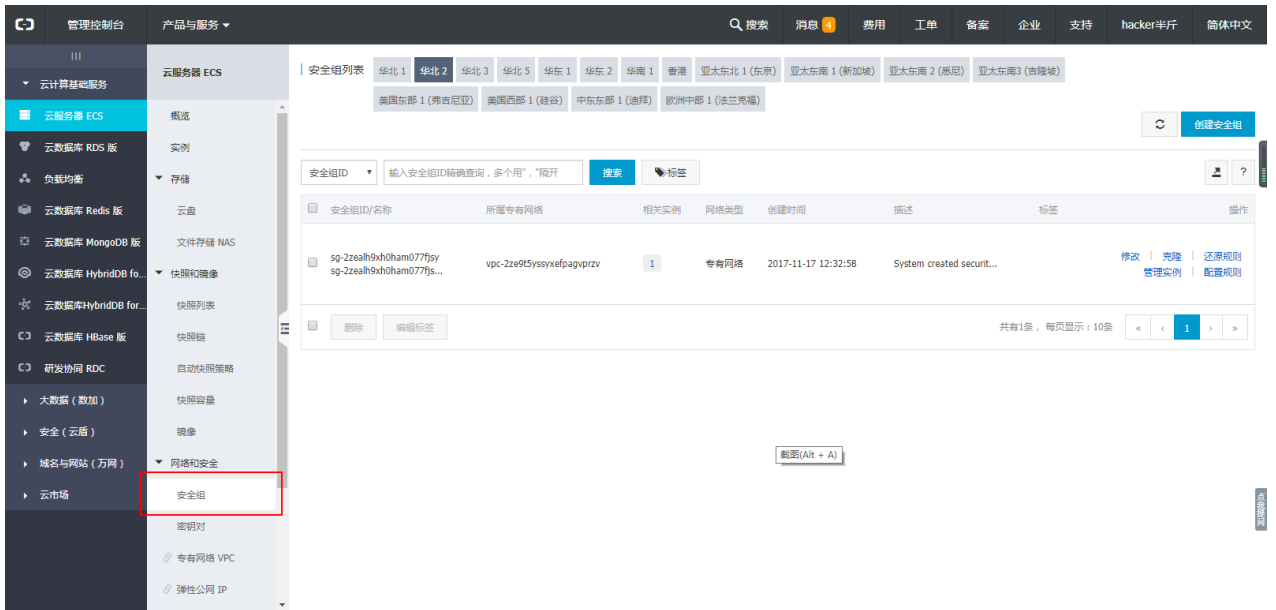 管理控制台 产品与服务 搜索 消息 4 费用 工单 备案 企业 支持 hacker半斤 简体中文
云计算基础服务
云服务器 ECS
云数据库 RDS 版
负载均衡
云数据库 Redis 版
云数据库 MongoDB 版
云数据库 HybridDB fo...
云数据库HybridDB for...
云数据库 HBase 版
研发协同 RDC
大数据 ( 数加 )
安全 ( 云盾 )
域名与网站 ( 万网 )
云市场
云服务器 ECS
概览
实例
存储
云盘
文件存储 NAS
快照和镜像
快照列表
快照链
自动快照策略
快照容量
镜像
网络和安全
安全组
密钥对
专有网络 VPC
弹性公网 IP
安全组列表 华北 1 华北 2 华北 3 华北 5 华东 1 华东 2 华南 1 香港 亚太东北 1 (东京) 亚太东南 1 (新加坡) 亚太东南 2 (悉尼) 亚太东南3 (吉隆坡)
美国东部 1 (弗吉尼亚) 美国西部 1 (硅谷) 中东东部 1 (迪拜) 欧洲中部 1 (法兰克福)
创建安全组
安全组ID 输入安全组ID精确查询，多个用"，"隔开 搜索 标签 ?
安全组ID/名称 所属专有网络 相关实例 网络类型 创建时间 描述 标签 操作
sg-2zealh9xh0ham077fjsy
sg-2zealh9xh0ham077fjs...
vpc-2ze9t5yssyxefpagvprzv 1 专有网络 2017-11-17 12:32:58 System created securit...
修改 克隆 还原规则
管理实例 配置规则
删除 编辑标签 共有1条，每页显示：10条 « ‹ 1 › »
截图(Alt + A)
点我提问